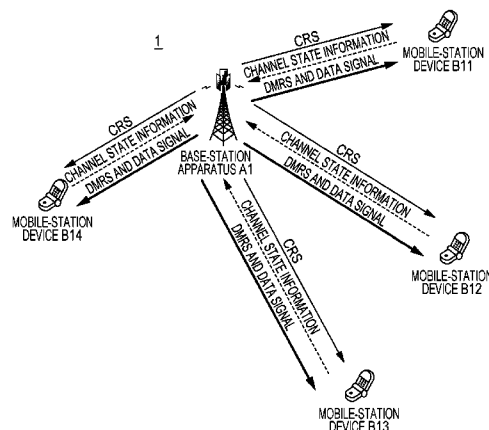 1
CRS
CHANNEL STATE INFORMATION
DMRS AND DATA SIGNAL
MOBILE-STATION
DEVICE B11
CRS
CHANNEL STATE INFORMATION
DMRS AND DATA SIGNAL
BASE-STATION
APPARATUS A1
CRS
CHANNEL STATE INFORMATION
DMRS AND DATA SIGNAL
MOBILE-STATION
DEVICE B14
MOBILE-STATION
DEVICE B12
CRS
CHANNEL STATE INFORMATION
DMRS AND DATA SIGNAL
MOBILE-STATION
DEVICE B13